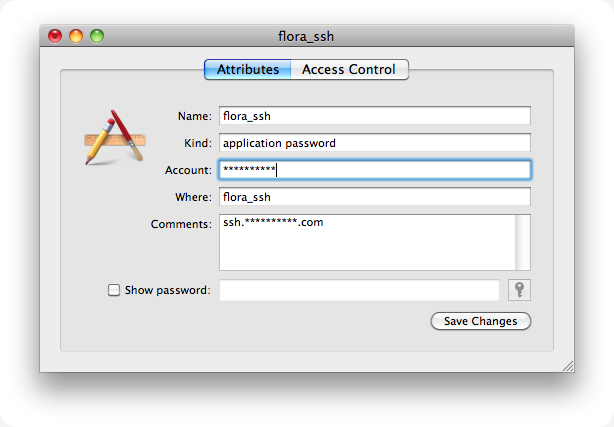 flora_ssh
Attributes Access Control
Name: flora_ssh
Kind: application password
Account: **********
Where: flora_ssh
Comments: ssh.**********.com
Show password:
Save Changes